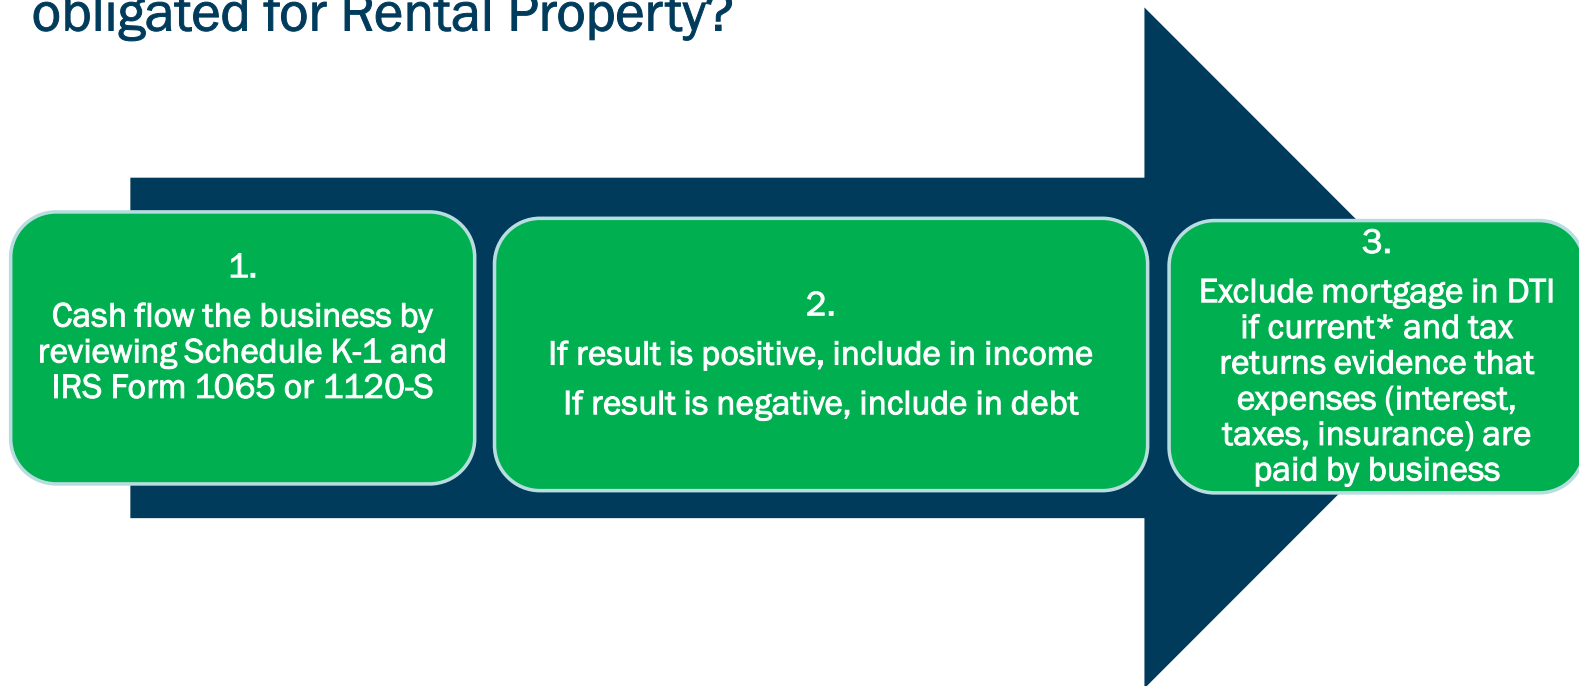 obligated for Rental Property?
1.
Cash flow the business by
reviewing Schedule K-1 and
IRS Form 1065 or 1120-S
2.
If result is positive, include in income
If result is negative, include in debt
3.
Exclude mortgage in DTI
if current* and tax
returns evidence that
expenses (interest,
taxes, insurance) are
paid by business